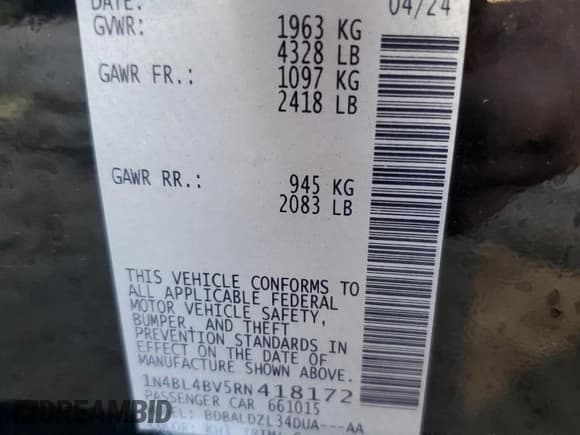 DATE: 04/24
GVWR: 1963 KG
4328 LB
GAWR FR.: 1097 KG
2418 LB
GAWR RR.: 945 KG
2083 LB
THIS VEHICLE CONFORMS TO
ALL APPLICABLE FEDERAL
MOTOR VEHICLE SAFETY,
BUMPER, AND THEFT
PREVENTION STANDARDS IN
EFFECT ON THE DATE OF
MANUFACTURE SHOWN ABOVE.
1N4BL4BV5RN418172
PASSENGER CAR 661015
BDBALDZL34DUA---AA
DREAMBID